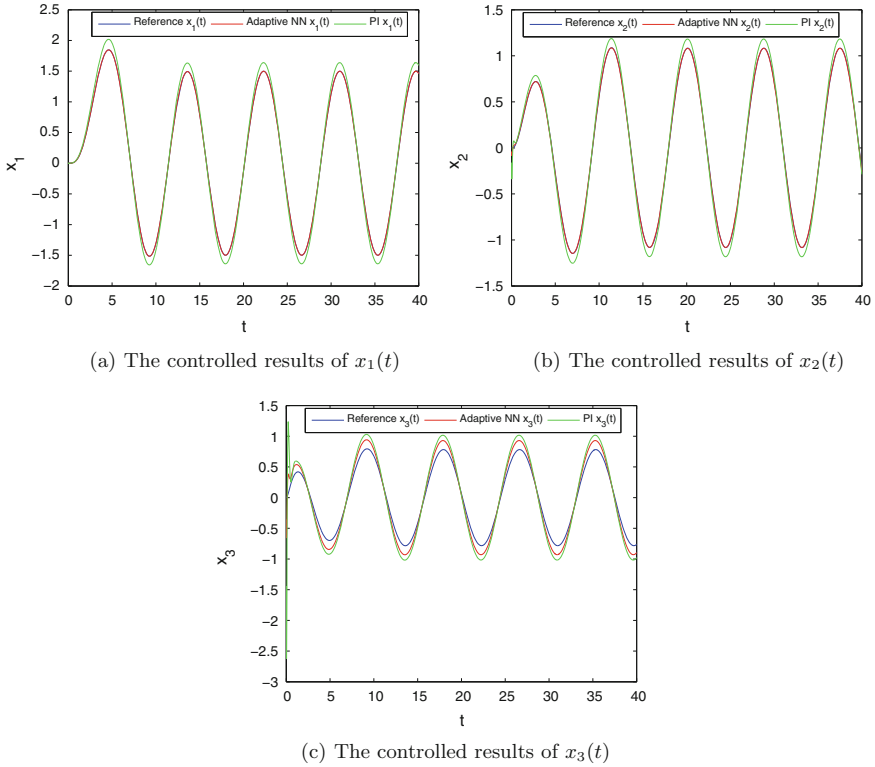 Reference x1(t) Adaptive NN x1(t) PI x1(t)
2.5
2
1.5
1
0.5
0
−0.5
−1
−1.5
−2
x1
0 5 10 15 20 25 30 35 40
t
(a) The controlled results of x1(t)
Reference x2(t) Adaptive NN x2(t) PI x2(t)
1.5
1
0.5
0
−0.5
−1
−1.5
x2
0 5 10 15 20 25 30 35 40
t
(b) The controlled results of x2(t)
Reference x3(t) Adaptive NN x3(t) PI x3(t)
1.5
1
0.5
0
−0.5
−1
−1.5
−2
−2.5
−3
x3
0 5 10 15 20 25 30 35 40
t
(c) The controlled results of x3(t)